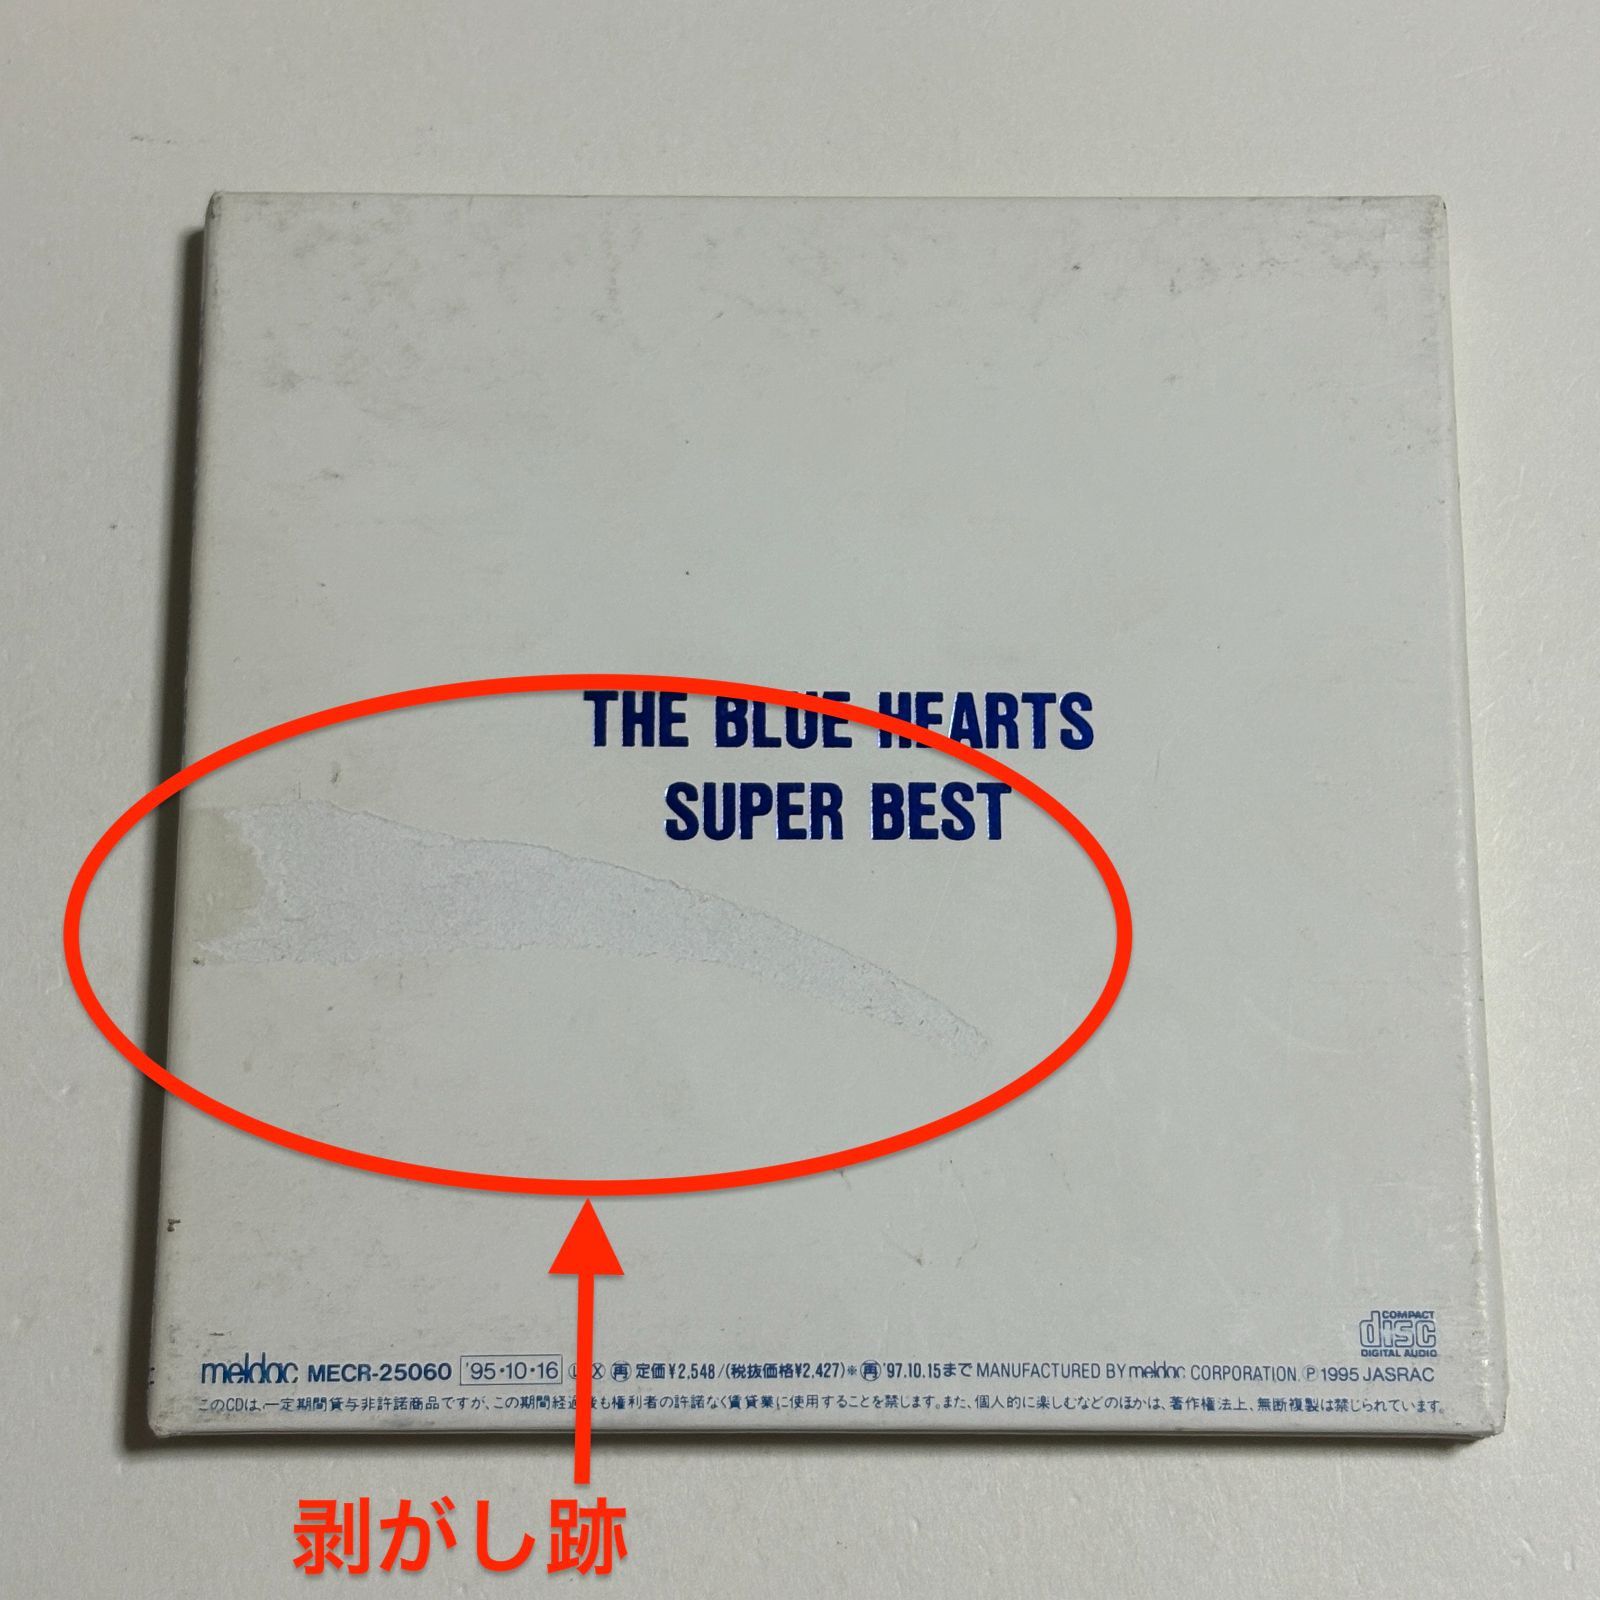 THE BLUE HEARTS
SUPER BEST
COMPACT
disc
DIGITAL AUDIO
meldac MECR-25060 '95・10・16 X 再 定価¥2,548/(税抜価格¥2,427)※再'97.10.15まで MANUFACTURED BY meldac CORPORATION. ℗1995 JASRAC
このCDは、一定期間貸与非許諾商品ですが、この期間経過後も権利者の許諾なく賃貸業に使用することを禁じます。また、個人的に楽しむなどのほかは、著作権法上、無断複製は禁じられています。
剥がし跡